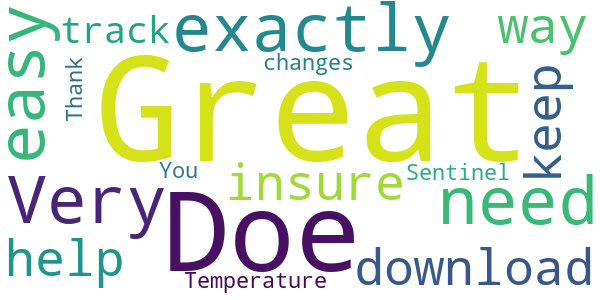 track
exactly
way
easy
Thank
changes
Great
keep
You
Sentinel
Very
insure
need
Doe
help
download
Temperature